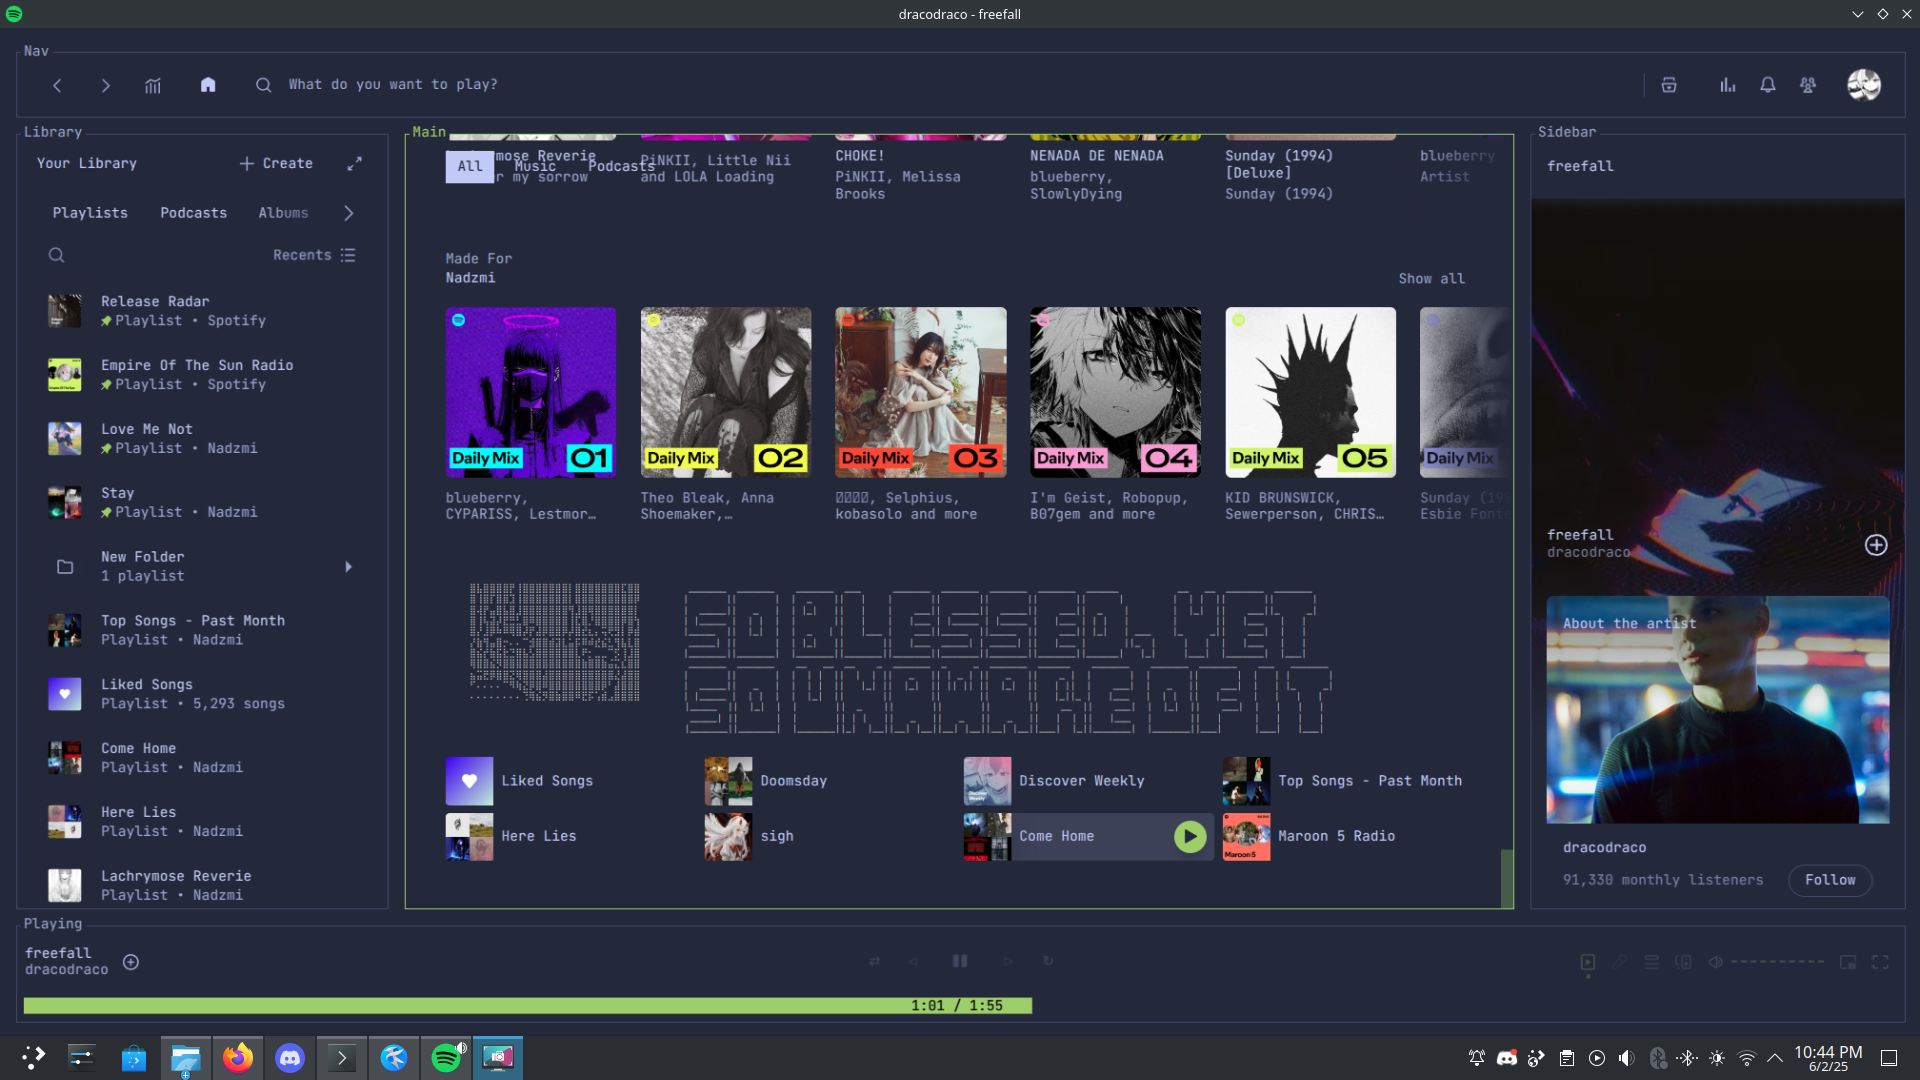 dracodraco - freefall
Nav
What do you want to play?
Library
Your Library
Create
Playlists Podcasts Albums
Recents
Release Radar
Playlist • Spotify
Empire Of The Sun Radio
Playlist • Spotify
Love Me Not
Playlist • Nadzmi
Stay
Playlist • Nadzmi
New Folder
1 playlist
Top Songs - Past Month
Playlist • Nadzmi
Liked Songs
Playlist • 5,293 songs
Come Home
Playlist • Nadzmi
Here Lies
Playlist • Nadzmi
Lachrymose Reverie
Playlist • Nadzmi
Main
All Music Podcasts
mose Reverie
r my sorrow
PiNKII, Little Nii
and LOLA Loading
CHOKE!
PiNKII, Melissa
Brooks
NENADA DE NENADA
blueberry,
SlowlyDying
Sunday (1994)
[Deluxe]
Sunday (1994)
blueberry
Artist
Made For
Nadzmi
Show all
Daily Mix 01
Daily Mix 02
Daily Mix 03
Daily Mix 04
Daily Mix 05
Daily Mix
blueberry,
CYPARISS, Lestmor…
Theo Bleak, Anna
Shoemaker,…
, Selphius,
kobasolo and more
I'm Geist, Robopup,
B07gem and more
KID BRUNSWICK,
Sewerperson, CHRIS…
Sunday (19
Esbie Font
SO BLESSED, YET
SO UNAWARE OF IT
Liked Songs
Doomsday
Discover Weekly
Top Songs - Past Month
Here Lies
sigh
Come Home
Maroon 5
Maroon 5 Radio
Sidebar
freefall
freefall
dracodraco
About the artist
dracodraco
91,330 monthly listeners
Follow
Playing
freefall
dracodraco
1:01 / 1:55
10:44 PM
6/2/25